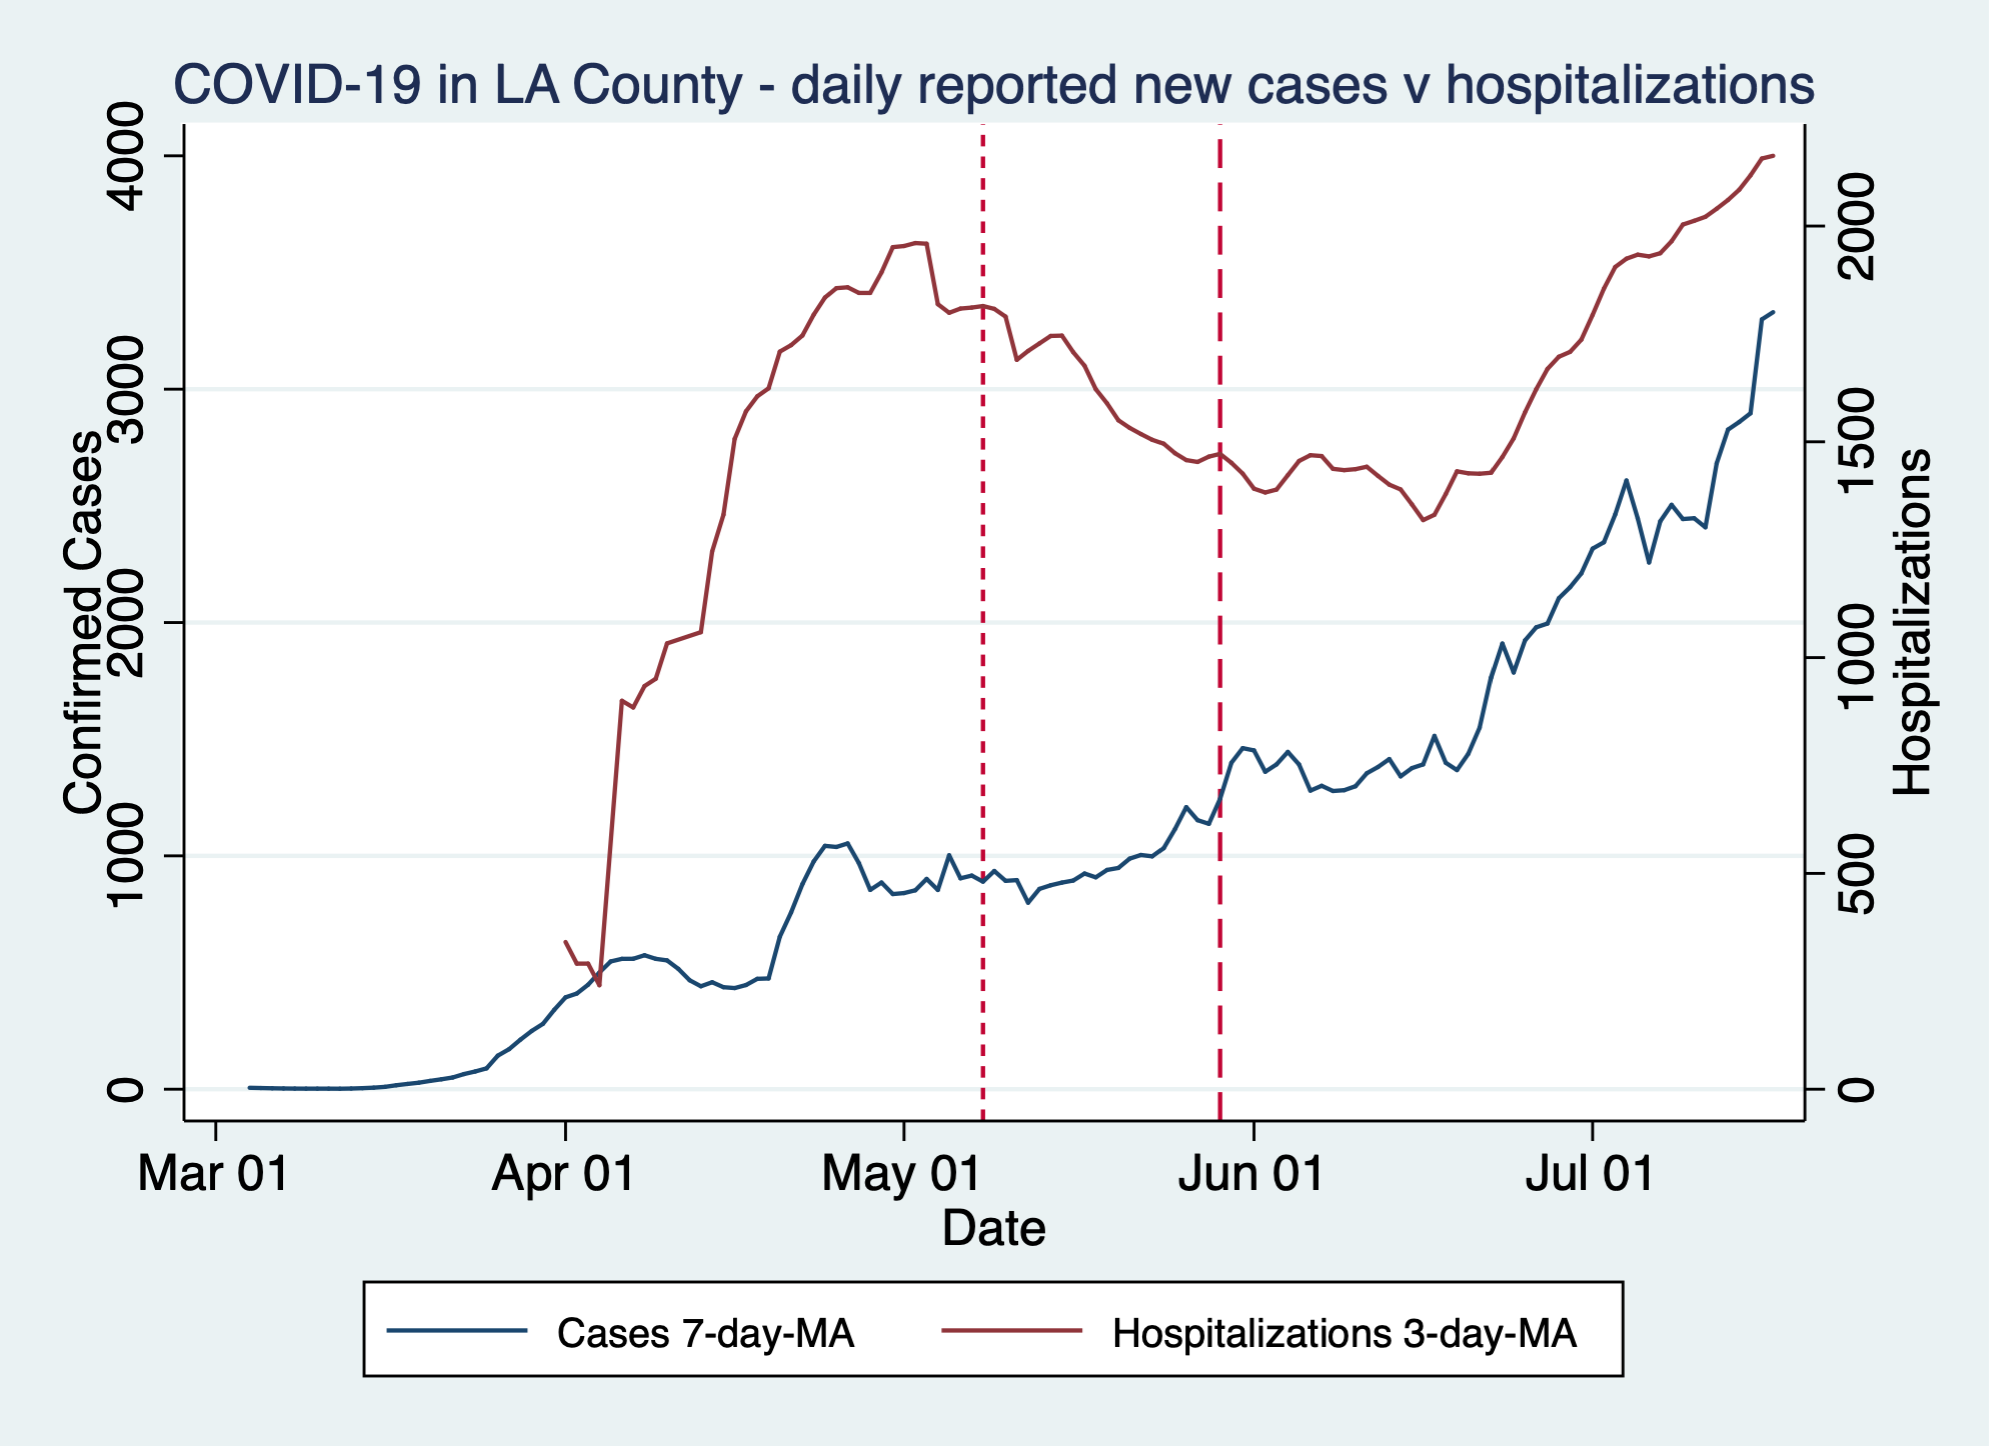 COVID-19 in LA County - daily reported new cases v hospitalizations
Confirmed Cases
4000
3000
2000
1000
0
2000
1500
1000
500
0
Hospitalizations
Mar 01 Apr 01 May 01 Jun 01 Jul 01
Date
Cases 7-day-MA Hospitalizations 3-day-MA